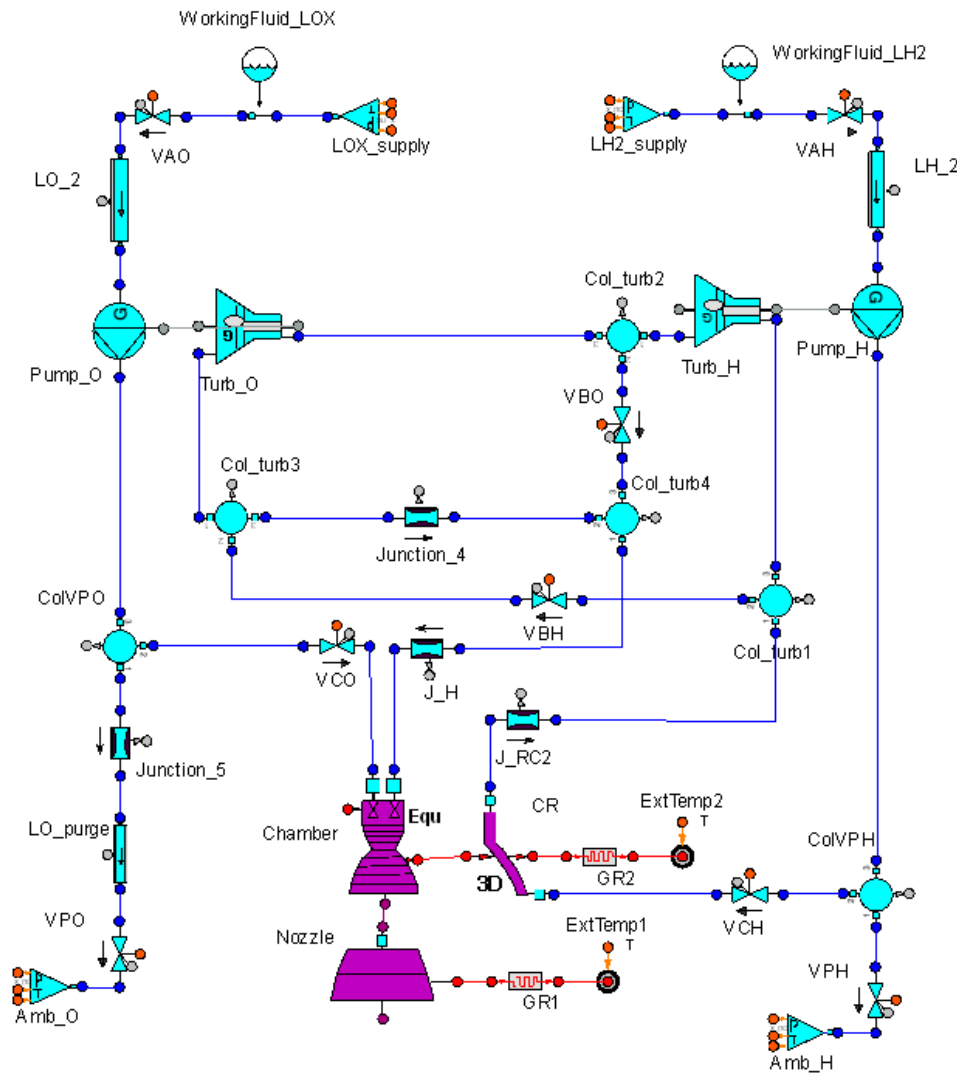 WorkingFluid_LOX
WorkingFluid_LH2
VAO
LOX_supply
LH2_supply
VAH
LO_2
LH_2
Col_turb2
G
G
G
G
Pump_O
Turb_O
Turb_H
Pump_H
VBO
Col_turb3
Col_turb4
Junction_4
ColVPO
VBH
Col_turb1
VCO
J_H
J_RC2
Junction_5
CR
ExtTemp2
T
Chamber
Equ
LO_purge
ColVPH
3D
GR2
VPO
Nozzle
ExtTemp1
T
VCH
VPH
GR1
Amb_O
Amb_H